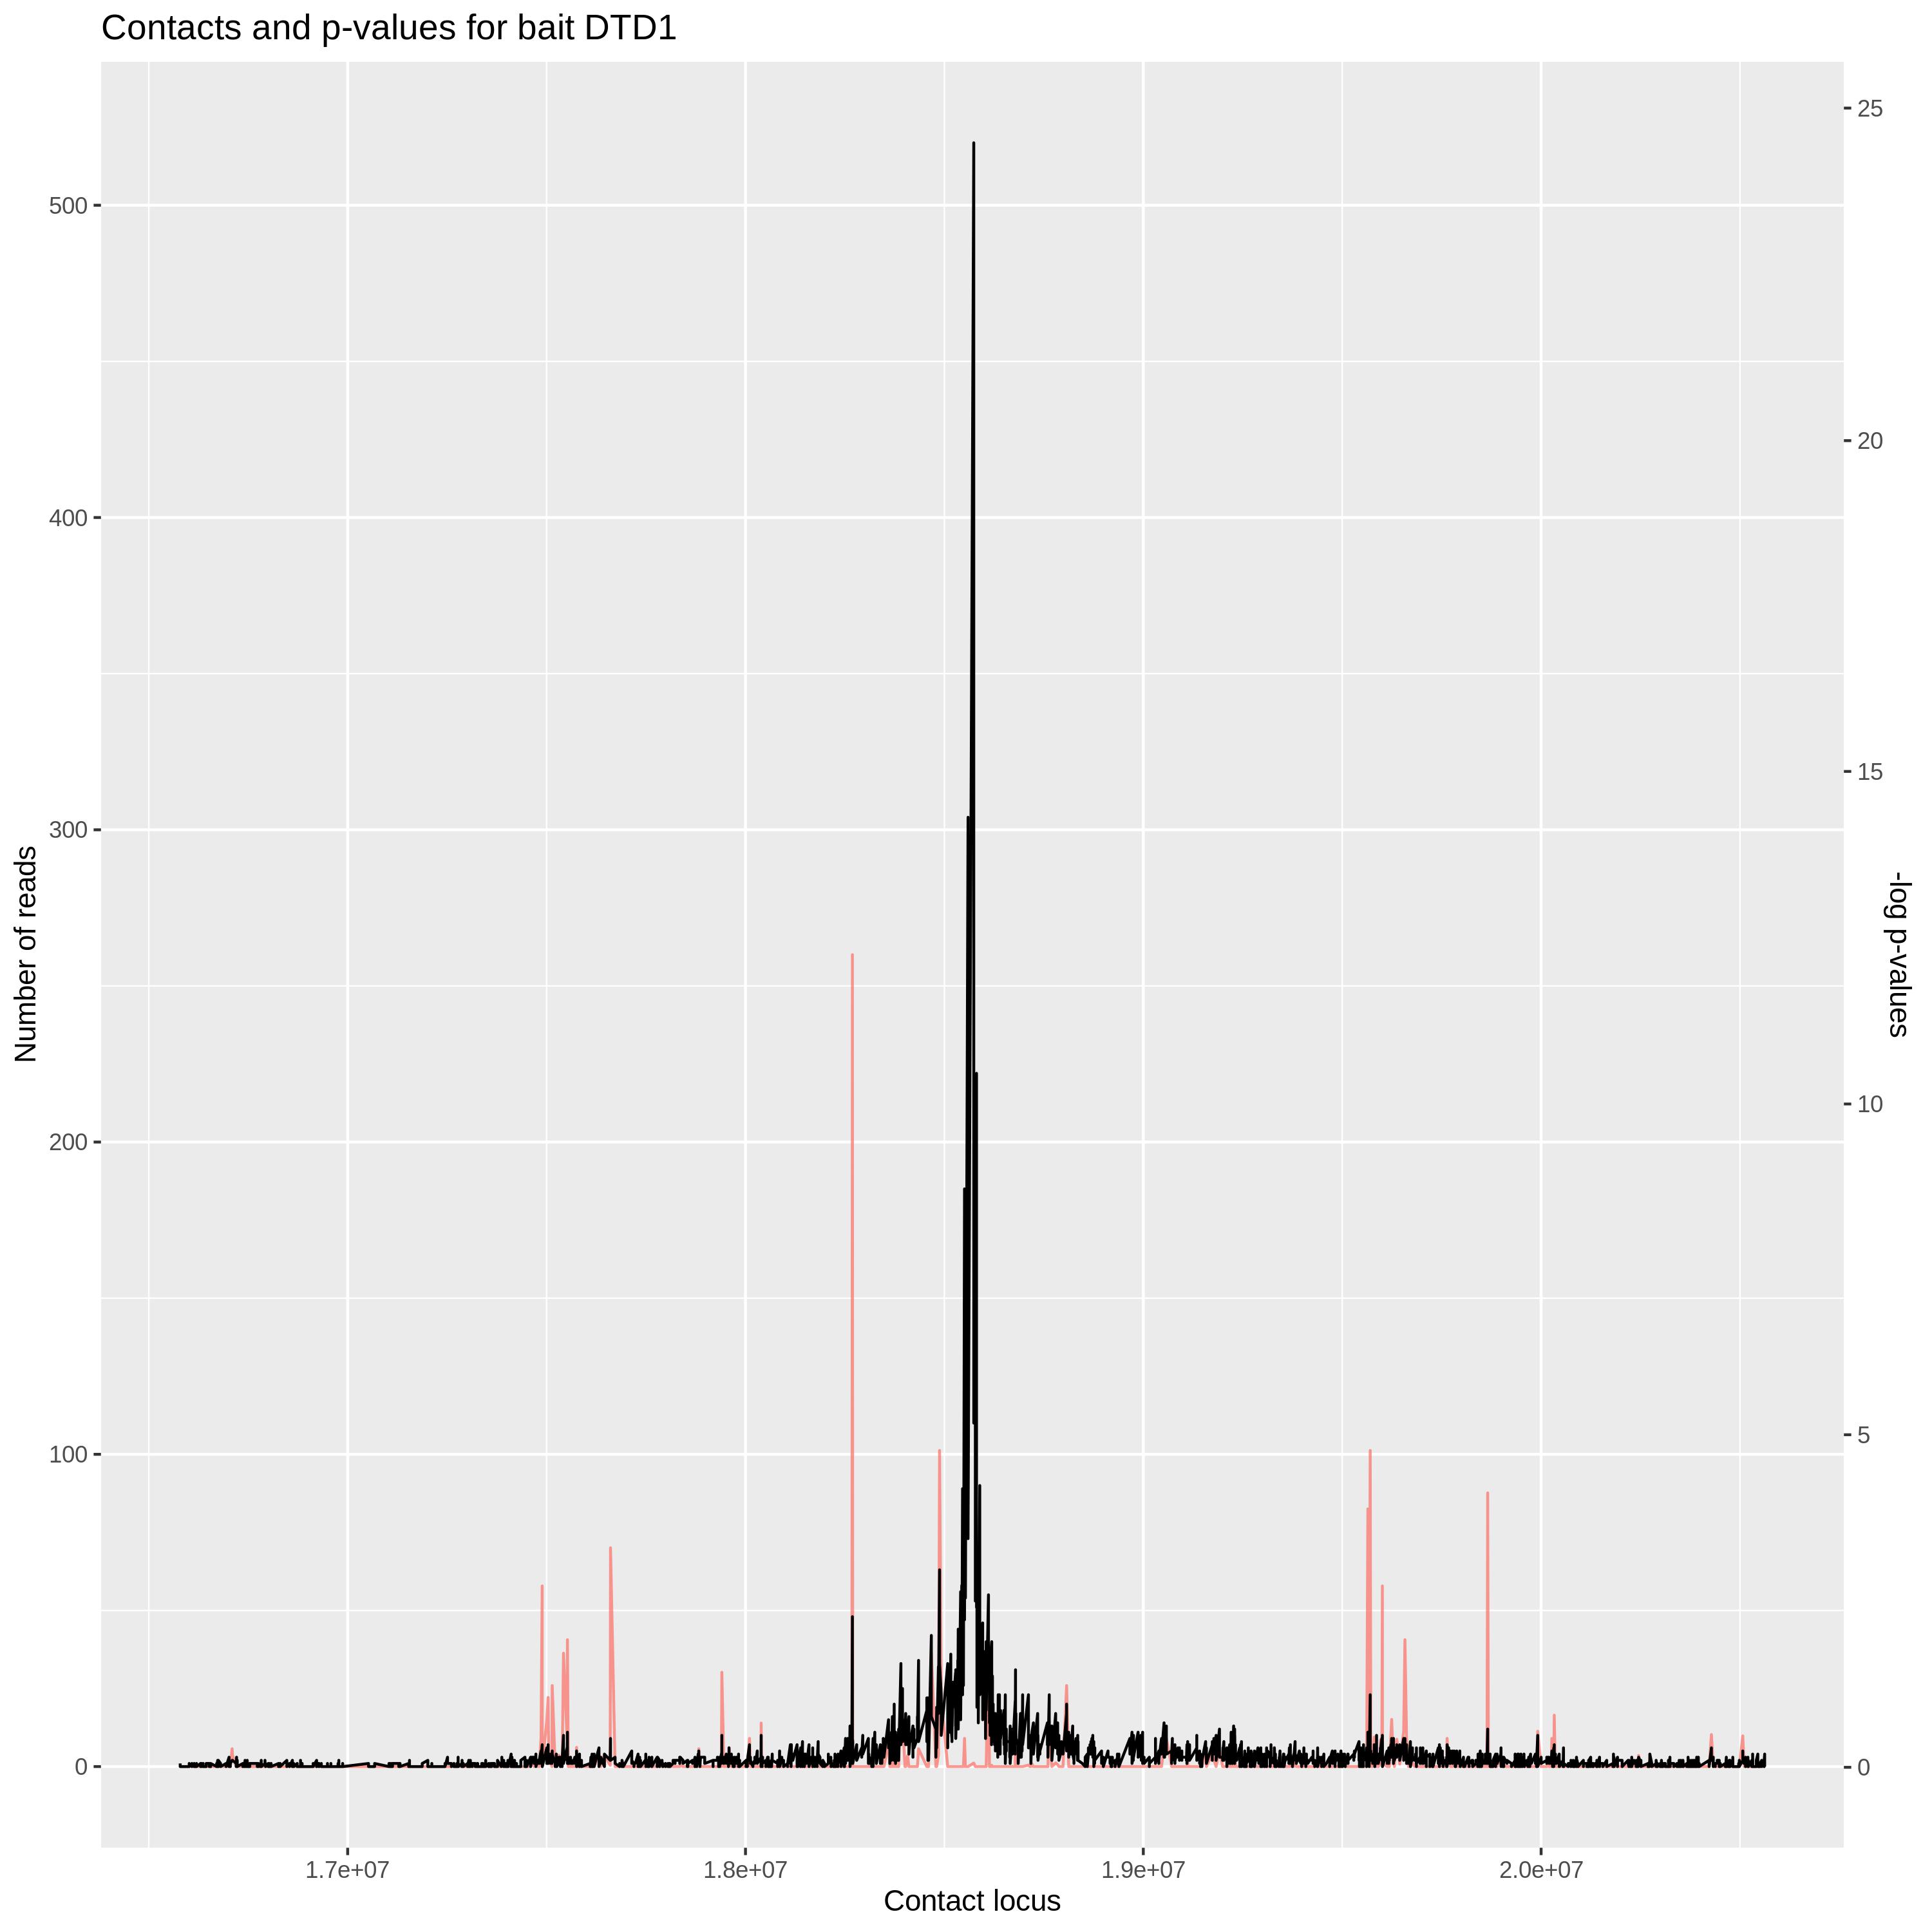 Contacts and p-values for bait DTD1
Number of reads
500
400
300
200
100
0
25
20
15
10
5
0
-log p-values
1.7e+07
1.8e+07
1.9e+07
2.0e+07
Contact locus